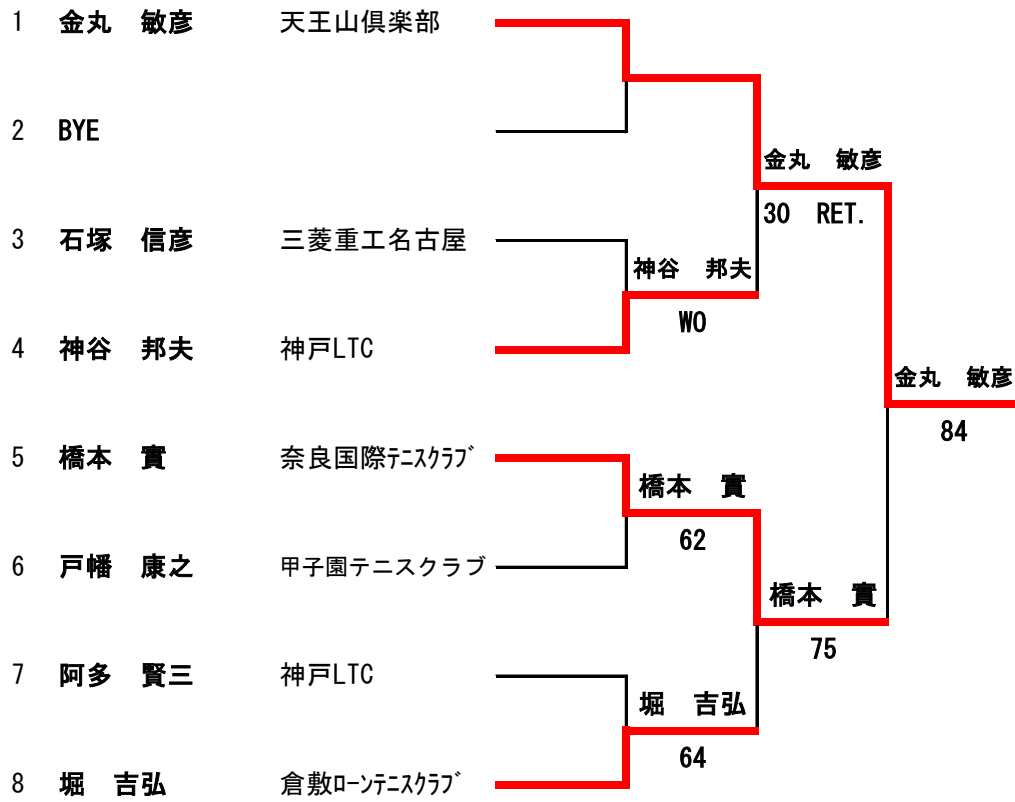 1 金丸　敏彦 天王山倶楽部
2 BYE
金丸　敏彦
30 RET.
3 石塚　信彦 三菱重工名古屋
神谷　邦夫
WO
4 神谷　邦夫 神戸LTC
金丸　敏彦
84
5 橋本　實 奈良国際ﾃﾆｽｸﾗﾌﾞ
橋本　實
62
6 戸幡　康之 甲子園テニスクラブ
橋本　實
75
7 阿多　賢三 神戸LTC
堀　吉弘
64
8 堀　吉弘 倉敷ﾛｰﾝﾃﾆｽｸﾗﾌﾞ